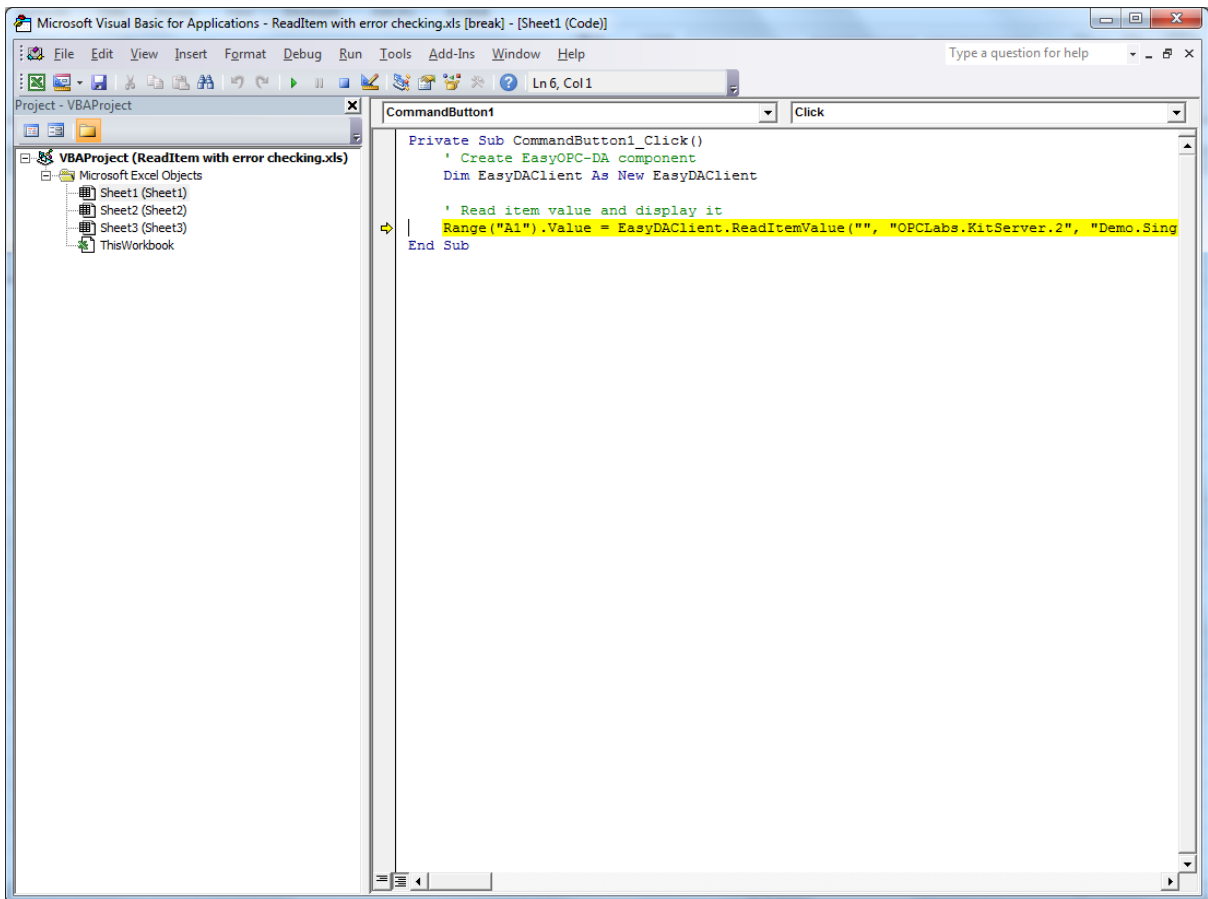 Microsoft Visual Basic for Applications - ReadItem with error checking.xls [break] - [Sheet1 (Code)]
File Edit View Insert Format Debug Run Tools Add-Ins Window Help Type a question for help
Ln 6, Col 1
Project - VBAProject
CommandButton1 Click
VBAProject (ReadItem with error checking.xls)
Microsoft Excel Objects
Sheet1 (Sheet1)
Sheet2 (Sheet2)
Sheet3 (Sheet3)
ThisWorkbook
Private Sub CommandButton1_Click()
' Create EasyOPC-DA component
Dim EasyDAClient As New EasyDAClient
' Read item value and display it
Range("A1").Value = EasyDAClient.ReadItemValue("", "OPCLabs.KitServer.2", "Demo.Sing
End Sub